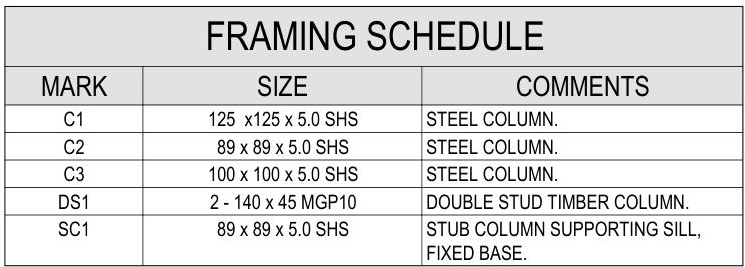 FRAMING SCHEDULE
MARK SIZE COMMENTS
C1 125 x125 x 5.0 SHS STEEL COLUMN.
C2 89 x 89 x 5.0 SHS STEEL COLUMN.
C3 100 x 100 x 5.0 SHS STEEL COLUMN.
DS1 2 - 140 x 45 MGP10 DOUBLE STUD TIMBER COLUMN.
SC1 89 x 89 x 5.0 SHS STUB COLUMN SUPPORTING SILL,
FIXED BASE.